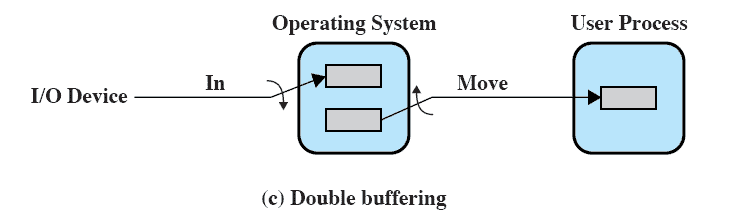 Operating System
User Process
I/O Device
In
Move
(c) Double buffering